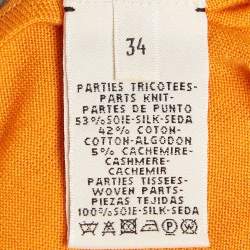 34
PARTIES TRICOTEES-
PARTS KNIT-
PARTES DE PUNTO
53%SOIE-SILK-SEDA
42% COTON-
COTTON-ALGODON
5% CACHEMIRE-
CASHMERE-
CACHEMIR
PARTIES TISSEES-
WOVEN PARTS-
PIEZAS TEJIDAS
100%SOIE-SILK-SEDA